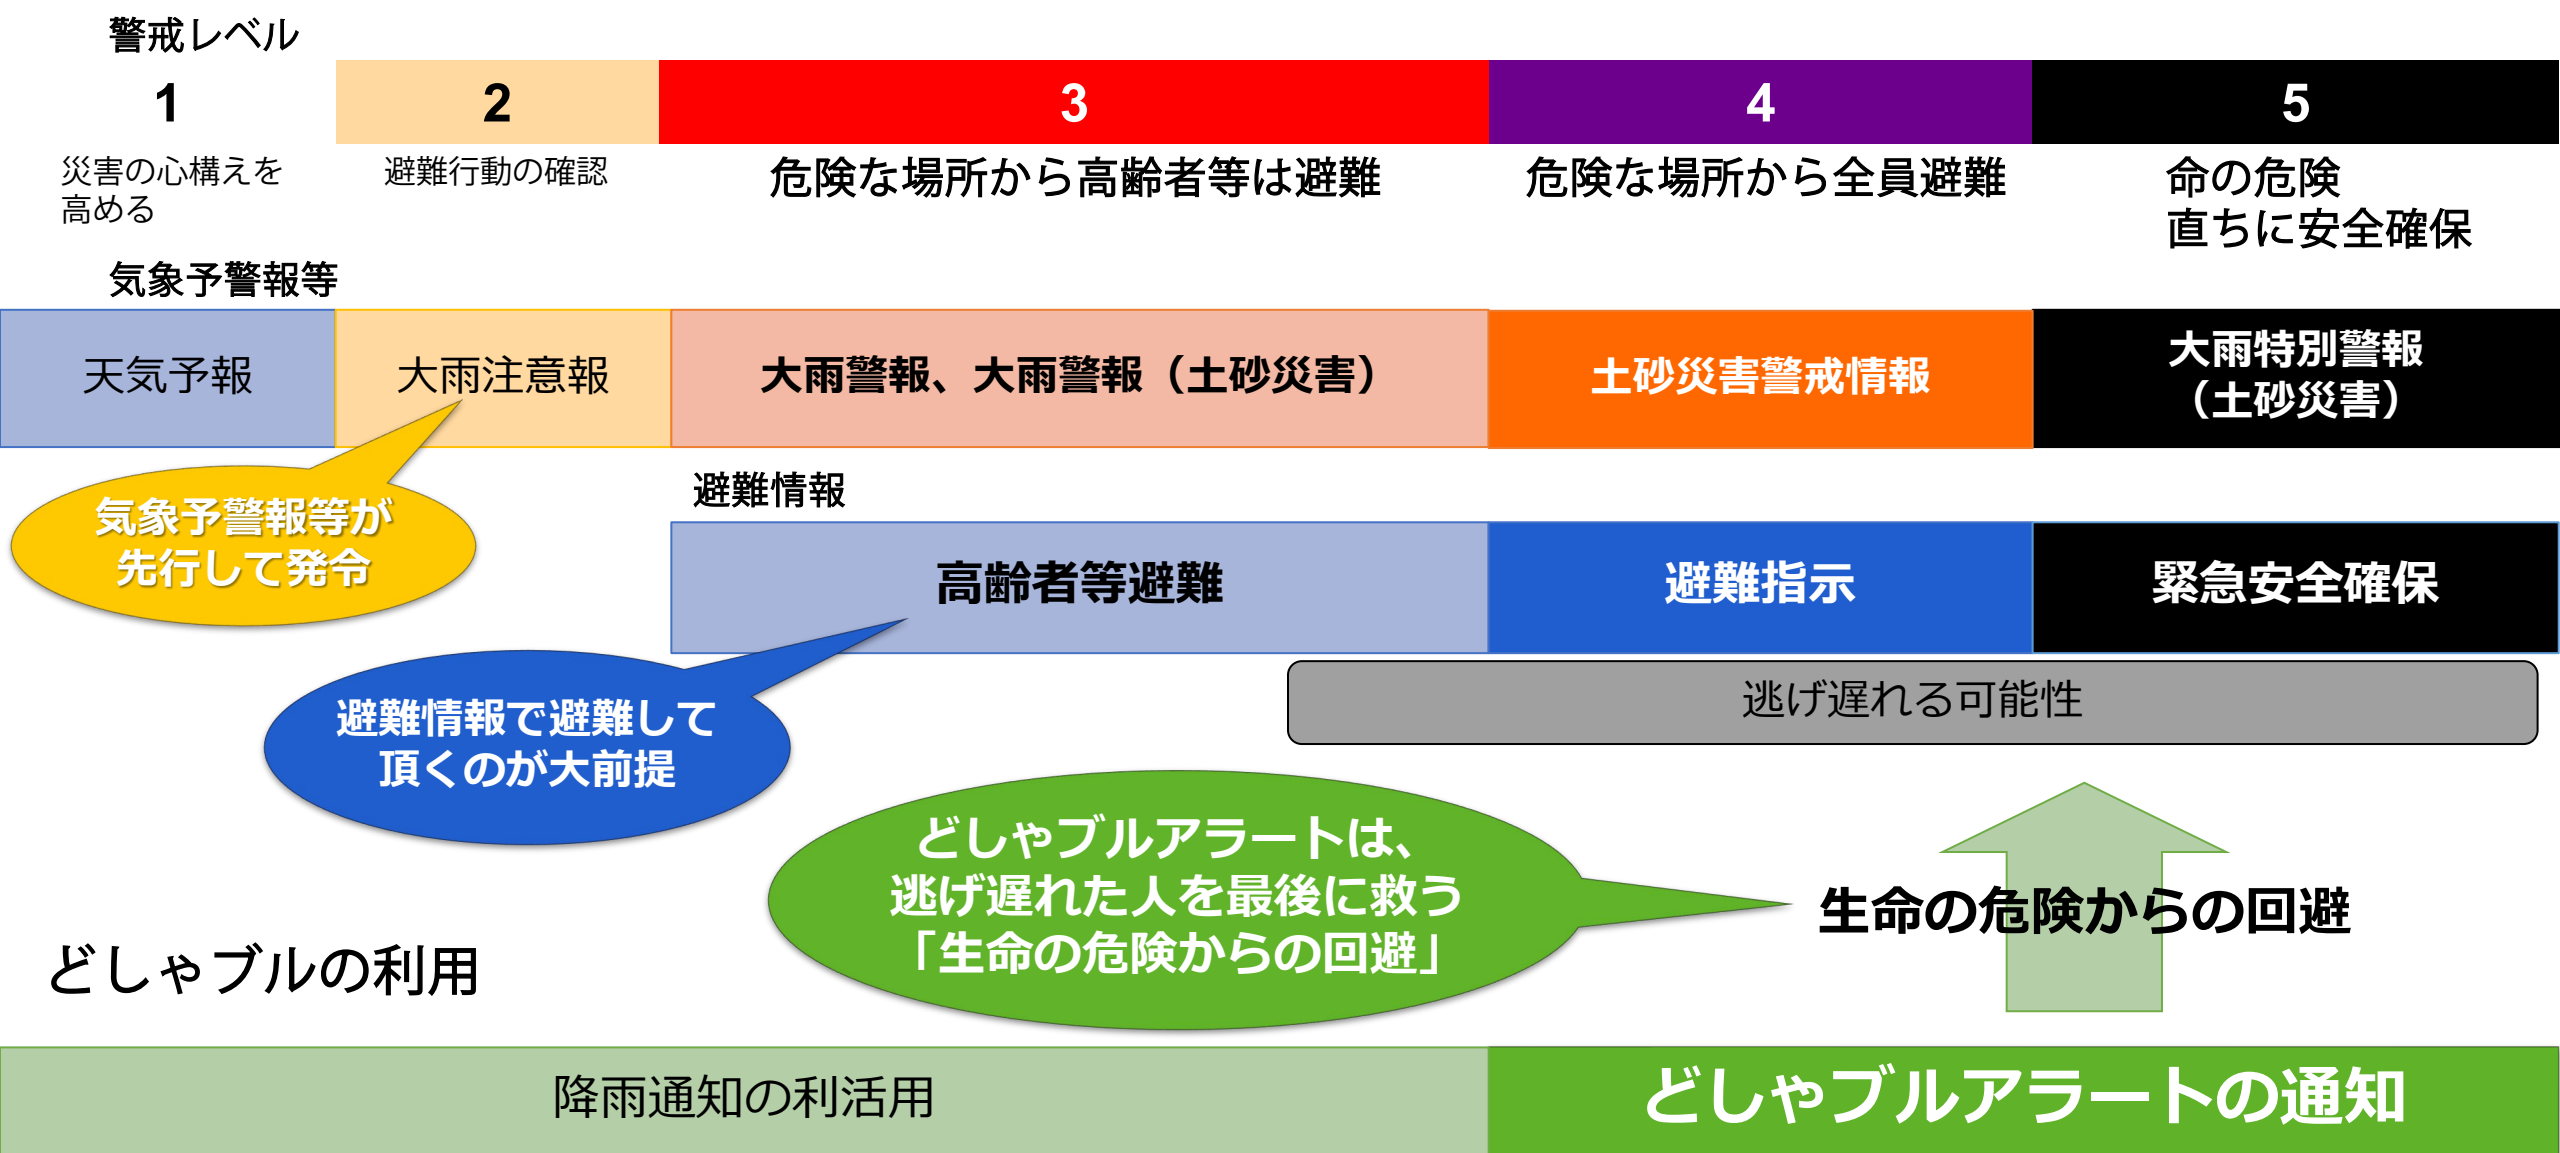 警戒レベル
1
2
3
4
5
災害の心構えを
高める
避難行動の確認
危険な場所から高齢者等は避難
危険な場所から全員避難
命の危険
直ちに安全確保
気象予警報等
天気予報
大雨注意報
大雨警報、大雨警報（土砂災害）
土砂災害警戒情報
大雨特別警報
（土砂災害）
気象予警報等が
先行して発令
避難情報
高齢者等避難
避難指示
緊急安全確保
避難情報で避難して
頂くのが大前提
逃げ遅れる可能性
どしゃブルアラートは、
逃げ遅れた人を最後に救う
「生命の危険からの回避」
生命の危険からの回避
どしゃブルの利用
降雨通知の利活用
どしゃブルアラートの通知